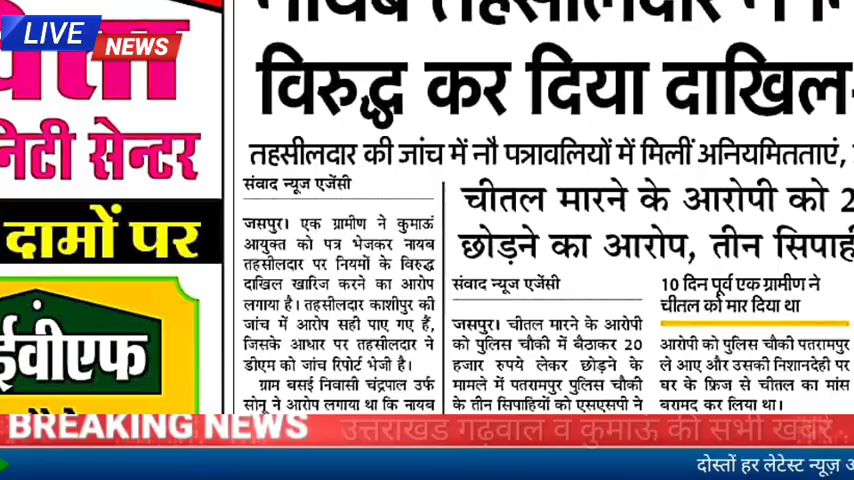 LIVE
NEWS
निटी सेन्टर
दामों पर
ईवीएफ
नायब तहसीलदार ने
विरुद्ध कर दिया दाखिल-
तहसीलदार की जांच में नौ पत्रावलियों में मिलीं अनियमितताएं,
संवाद न्यूज एजेंसी
जसपुर। एक ग्रामीण ने कुमाऊं
आयुक्त को पत्र भेजकर नायब
तहसीलदार पर नियमों के विरुद्ध
दाखिल खारिज करने का आरोप
लगाया है। तहसीलदार काशीपुर की
जांच में आरोप सही पाए गए हैं,
जिसके आधार पर तहसीलदार ने
डीएम को जांच रिपोर्ट भेजी है।
ग्राम बसई निवासी चंद्रपाल उर्फ
सोनू ने आरोप लगाया था कि नायब
चीतल मारने के आरोपी को 2
छोड़ने का आरोप, तीन सिपाही
संवाद न्यूज एजेंसी
जसपुर। चीतल मारने के आरोपी
को पुलिस चौकी में बैठाकर 20
हजार रुपये लेकर छोड़ने के
मामले में पतरामपुर पुलिस चौकी
के तीन सिपाहियों को एसएसपी ने
10 दिन पूर्व एक ग्रामीण ने
चीतल को मार दिया था
आरोपी को पुलिस चौकी पतरामपुर
ले आए और उसकी निशानदेही पर
घर के फ्रिज से चीतल का मांस
बरामद कर लिया था।
BREAKING NEWS
उत्तराखंड गढ़वाल व कुमाऊं की सभी खबरें
दोस्तों हर लेटेस्ट न्यूज़